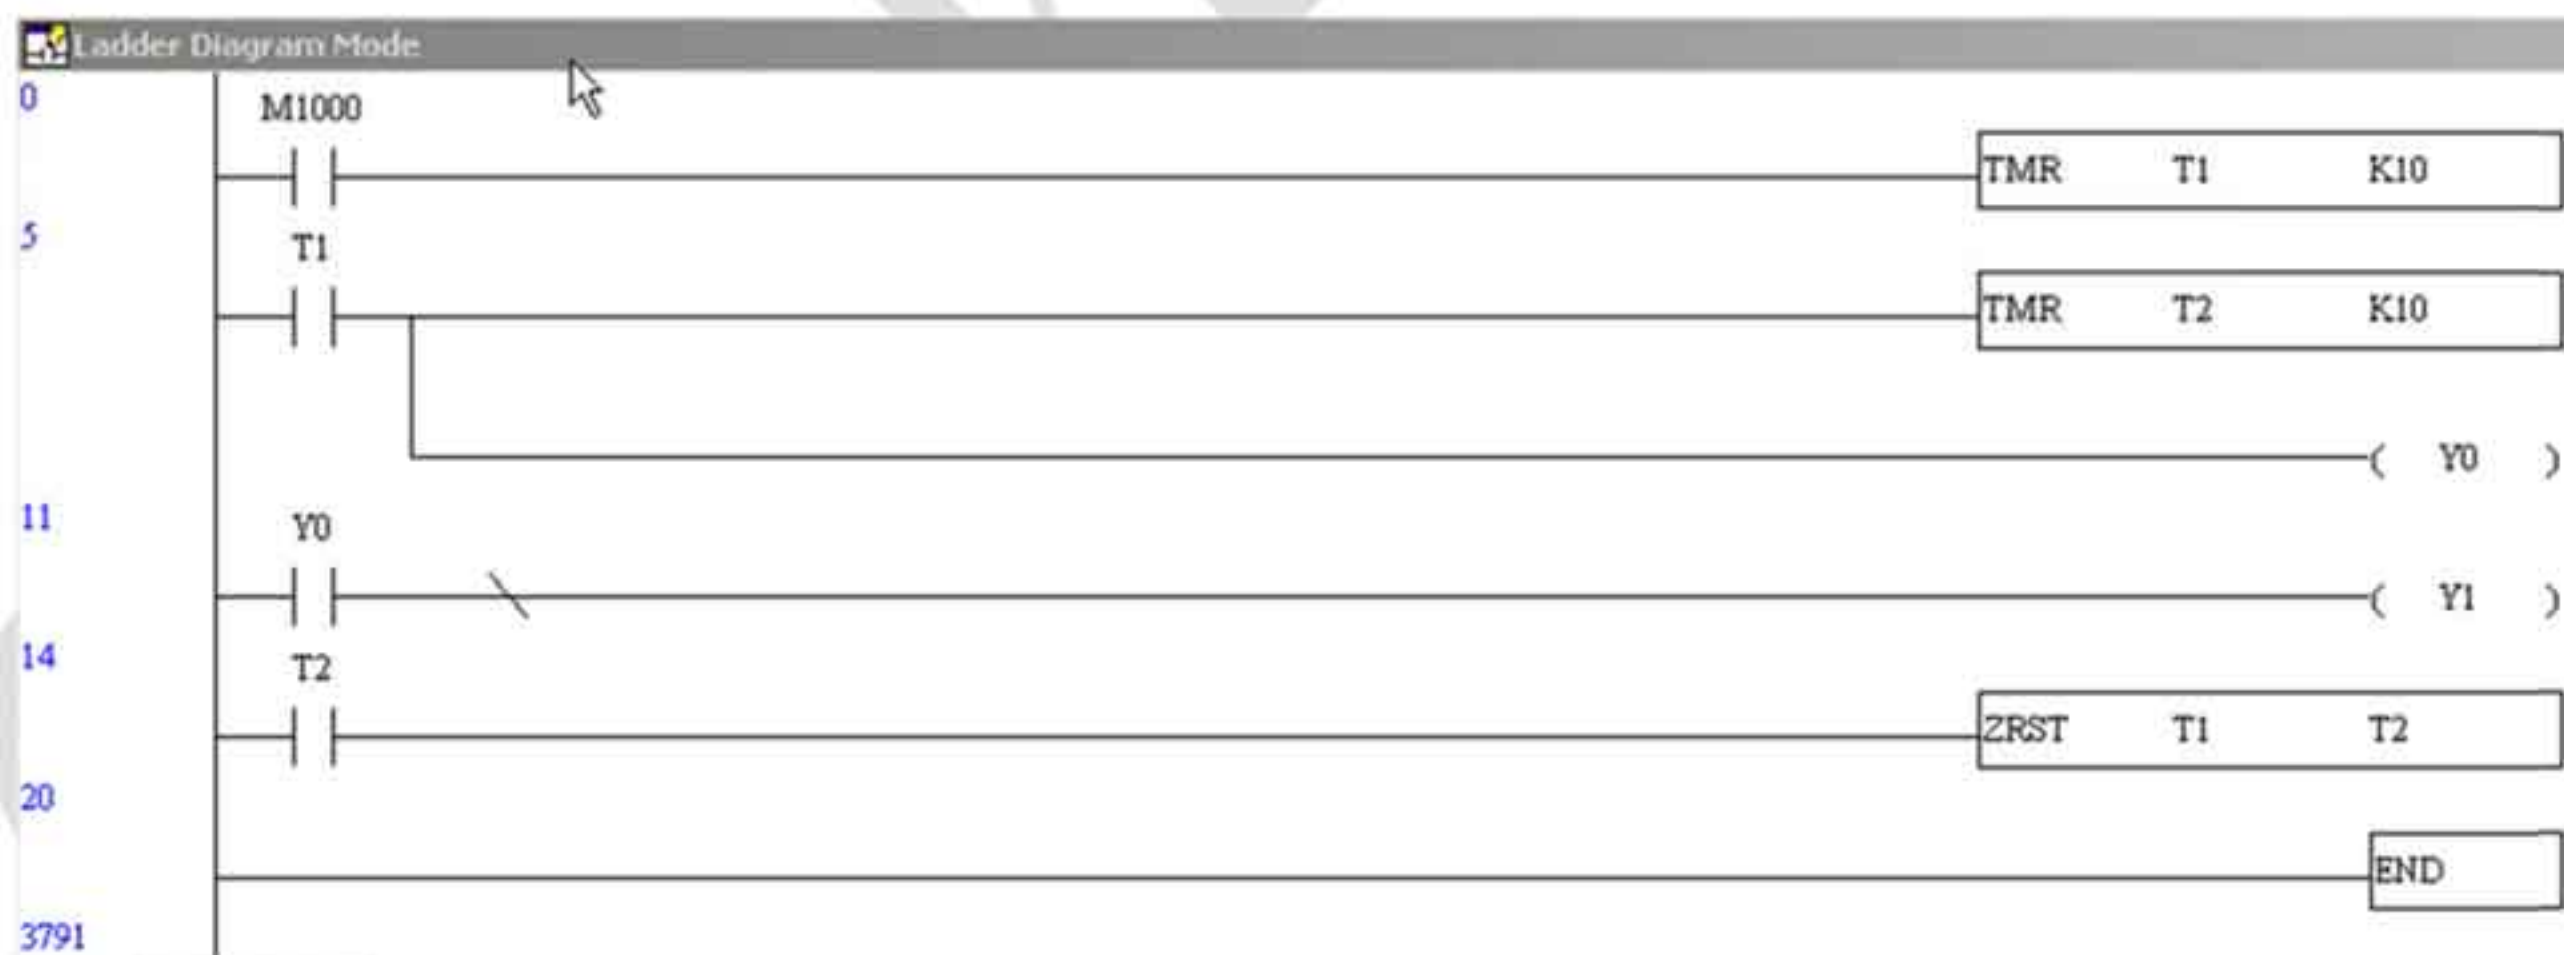 Ladder Diagram Mode
0
M1000
TMR T1 K10
5
T1
TMR T2 K10
( Y0 )
11
Y0
( Y1 )
14
T2
ZRST T1 T2
20
END
3791